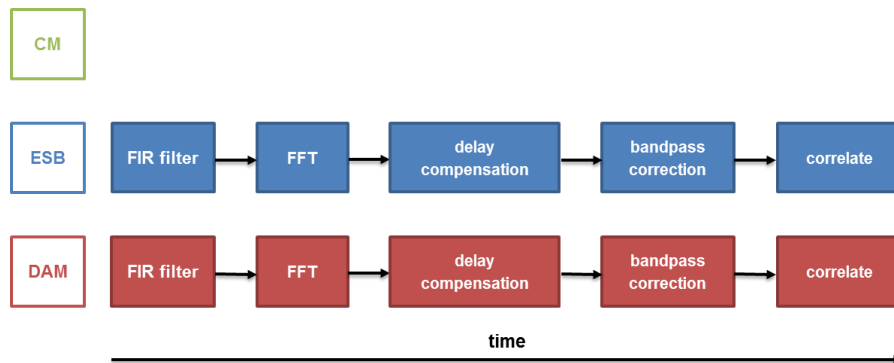 CM
ESB
FIR filter
FFT
delay
compensation
bandpass
correction
correlate
DAM
FIR filter
FFT
delay
compensation
bandpass
correction
correlate
time